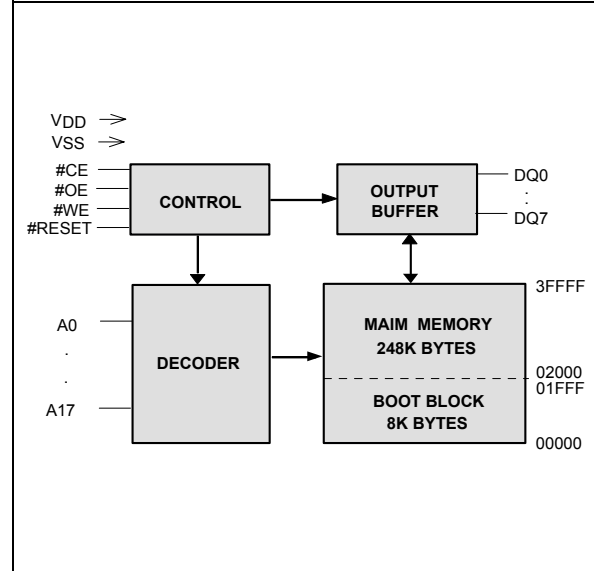 VDD
VSS
#CE
#OE
#WE
#RESET
CONTROL
OUTPUT
BUFFER
DQ0
.
.
DQ7
A0
.
.
A17
DECODER
3FFFF
MAIM MEMORY
248K BYTES
02000
01FFF
BOOT BLOCK
8K BYTES
00000